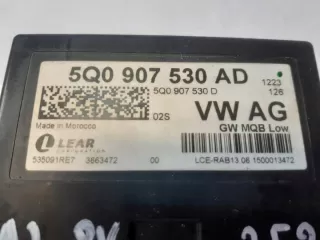 5Q0 907 530 AD 1223
5Q0 907 530 D 126
02S VW AG
Made in Morocco GW MQB Low
LEAR
CORPORATION
535091RE7 3663472 00 LCE-RAB13.06 1500013472